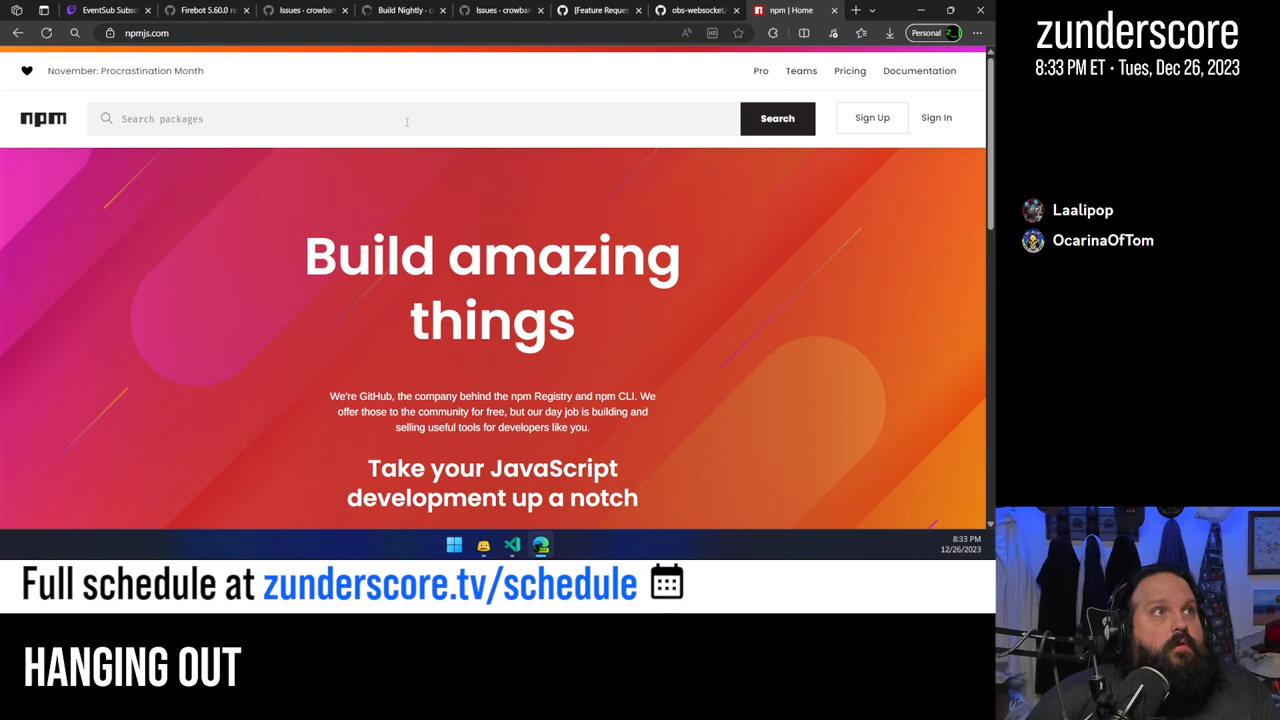 EventSub Subsc
Firebot 5.60.0 re
Issues · crowbar
Build Nightly · c
Issues · crowbar
[Feature Reques
obs-websocket/
npm | Home
npmjs.com
Personal
November: Procrastination Month
Pro
Teams
Pricing
Documentation
npm
Search packages
Search
Sign Up
Sign In
Build amazing
things
We're GitHub, the company behind the npm Registry and npm CLI. We
offer those to the community for free, but our day job is building and
selling useful tools for developers like you.
Take your JavaScript
development up a notch
8:33 PM
12/26/2023
Full schedule at zunderscore.tv/schedule
HANGING OUT
zunderscore
8:33 PM ET • Tues, Dec 26, 2023
Laalipop
OcarinaOfTom